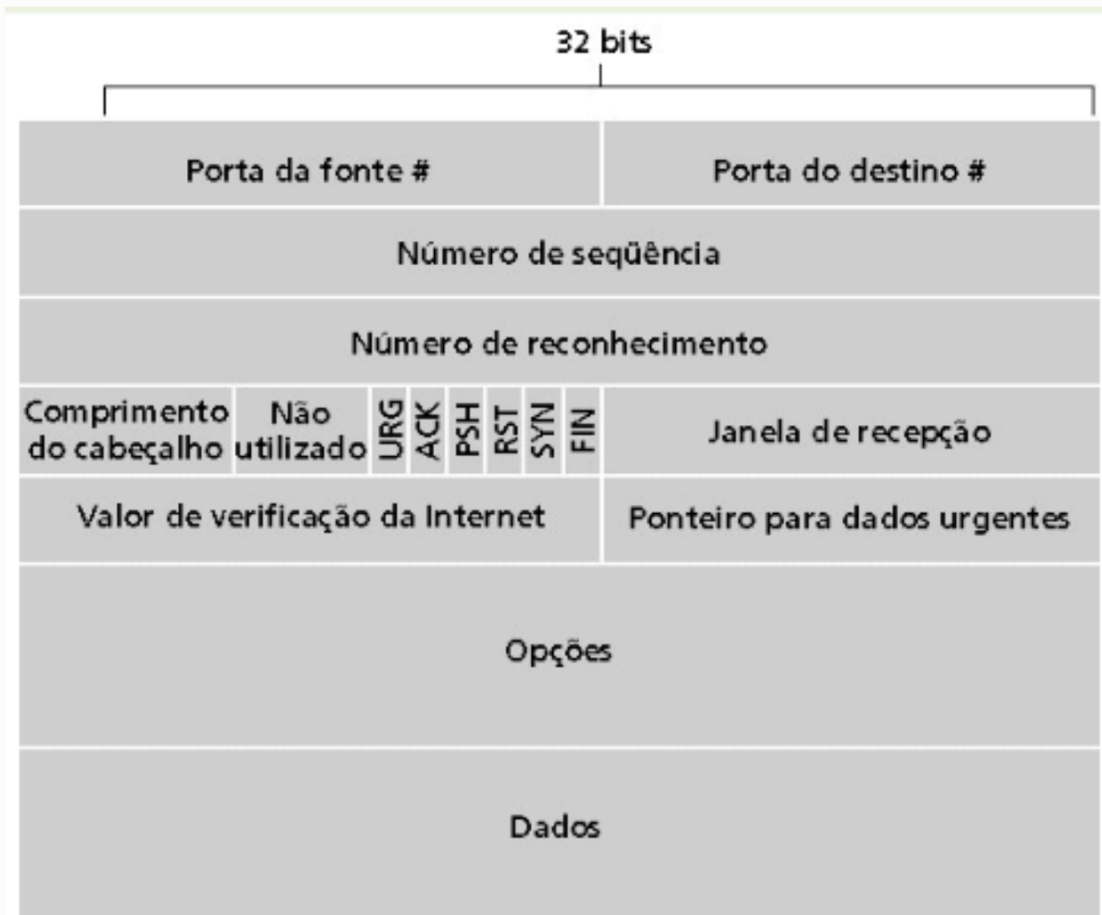 32 bits
Porta da fonte # Porta do destino #
Número de seqüência
Número de reconhecimento
Comprimento do cabeçalho Não utilizado URG ACK PSH RST SYN FIN Janela de recepção
Valor de verificação da Internet Ponteiro para dados urgentes
Opções
Dados